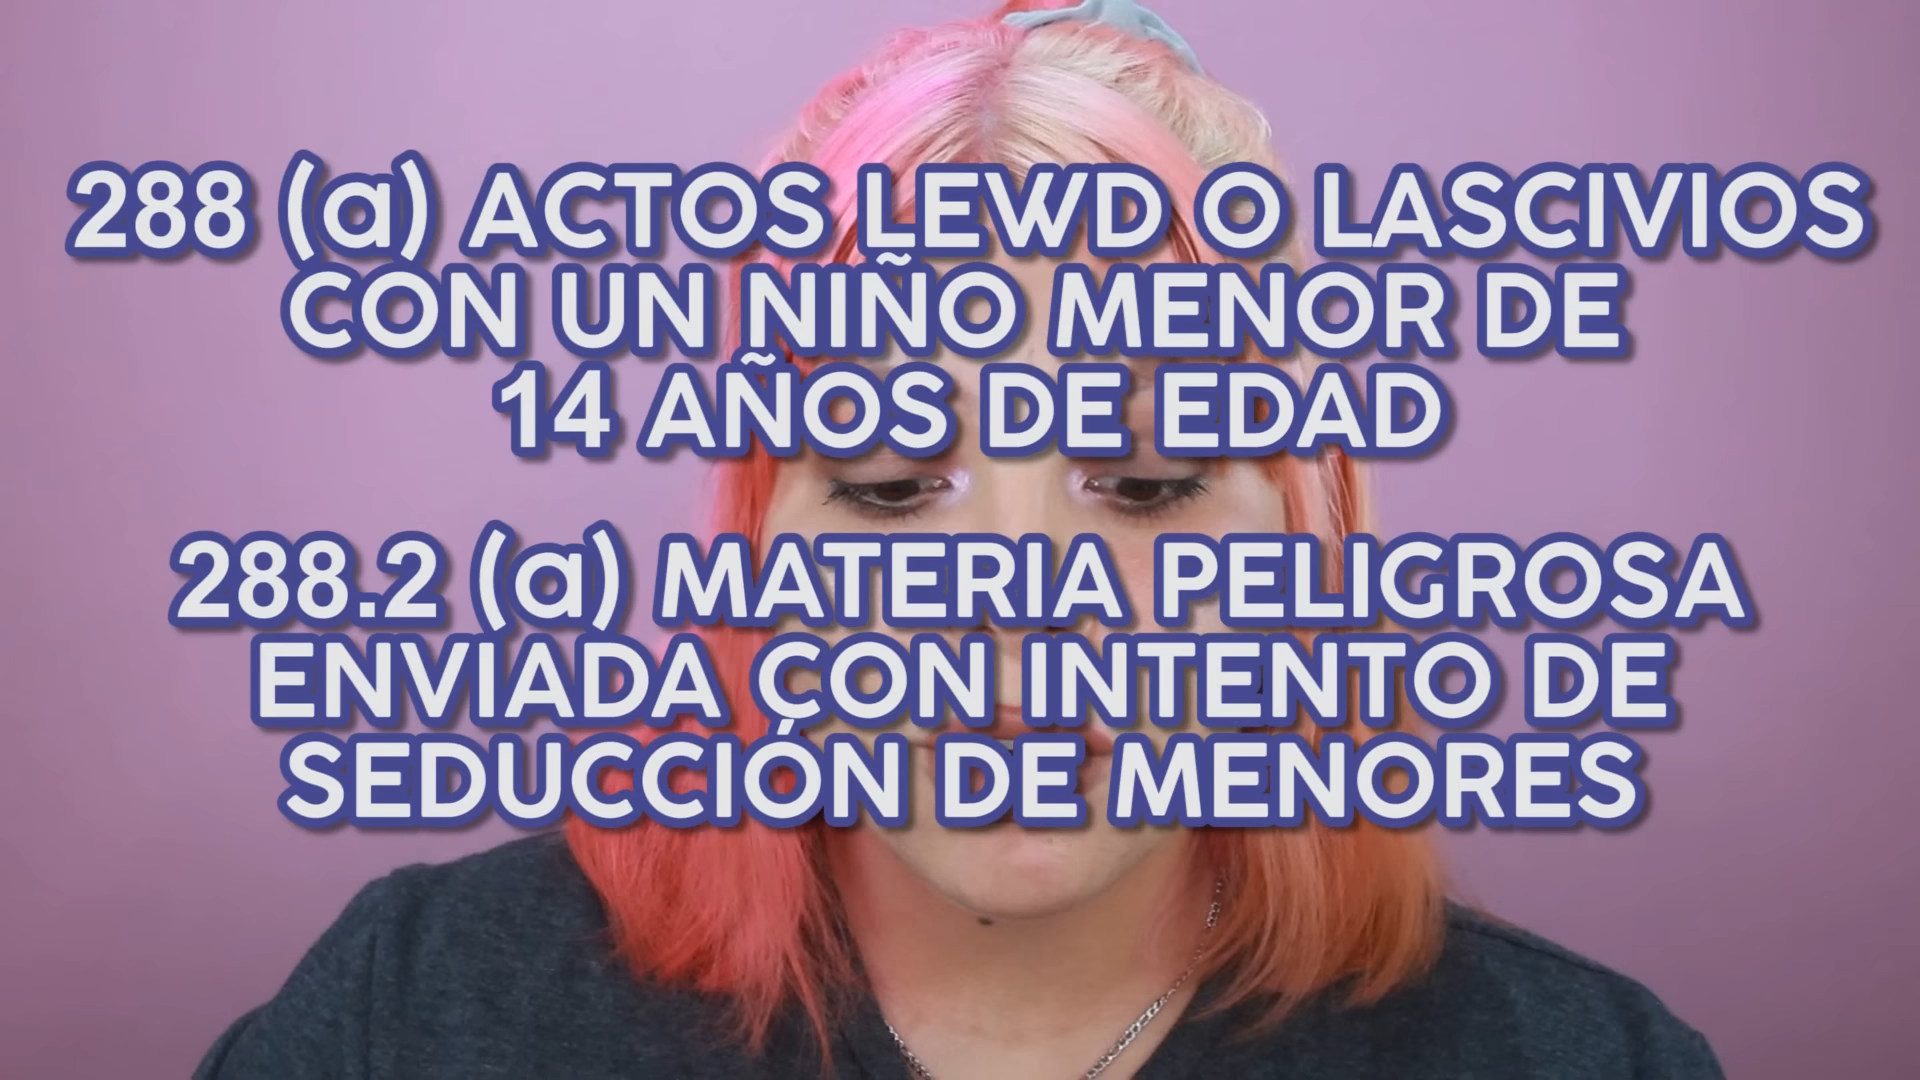 288 (a) ACTOS LEWD O LASCIVIOS
CON UN NIÑO MENOR DE
14 AÑOS DE EDAD
288.2 (a) MATERIA PELIGROSA
ENVIADA CON INTENTO DE
SEDUCCIÓN DE MENORES